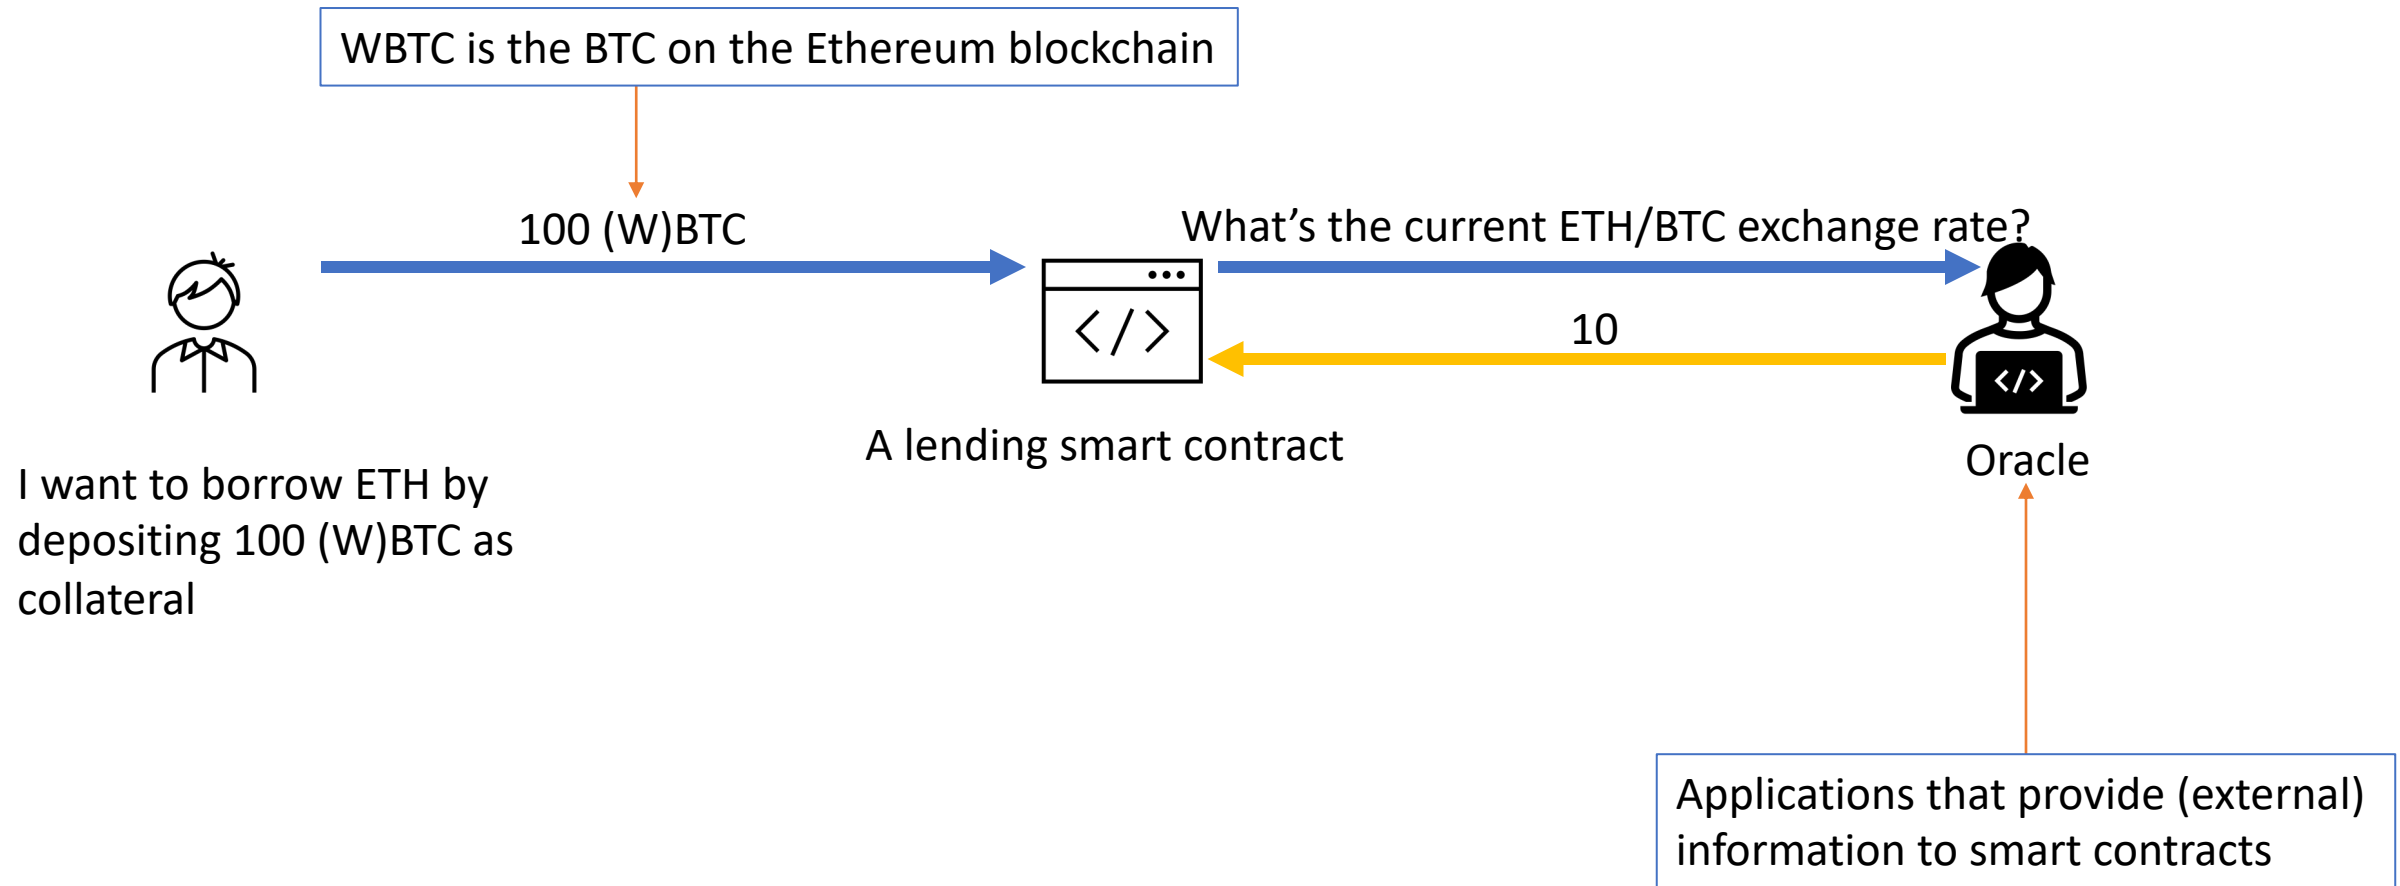 WBTC is the BTC on the Ethereum blockchain
100 (W)BTC
What’s the current ETH/BTC exchange rate?
</>
10
</>
A lending smart contract
Oracle
I want to borrow ETH by
depositing 100 (W)BTC as
collateral
Applications that provide (external)
information to smart contracts